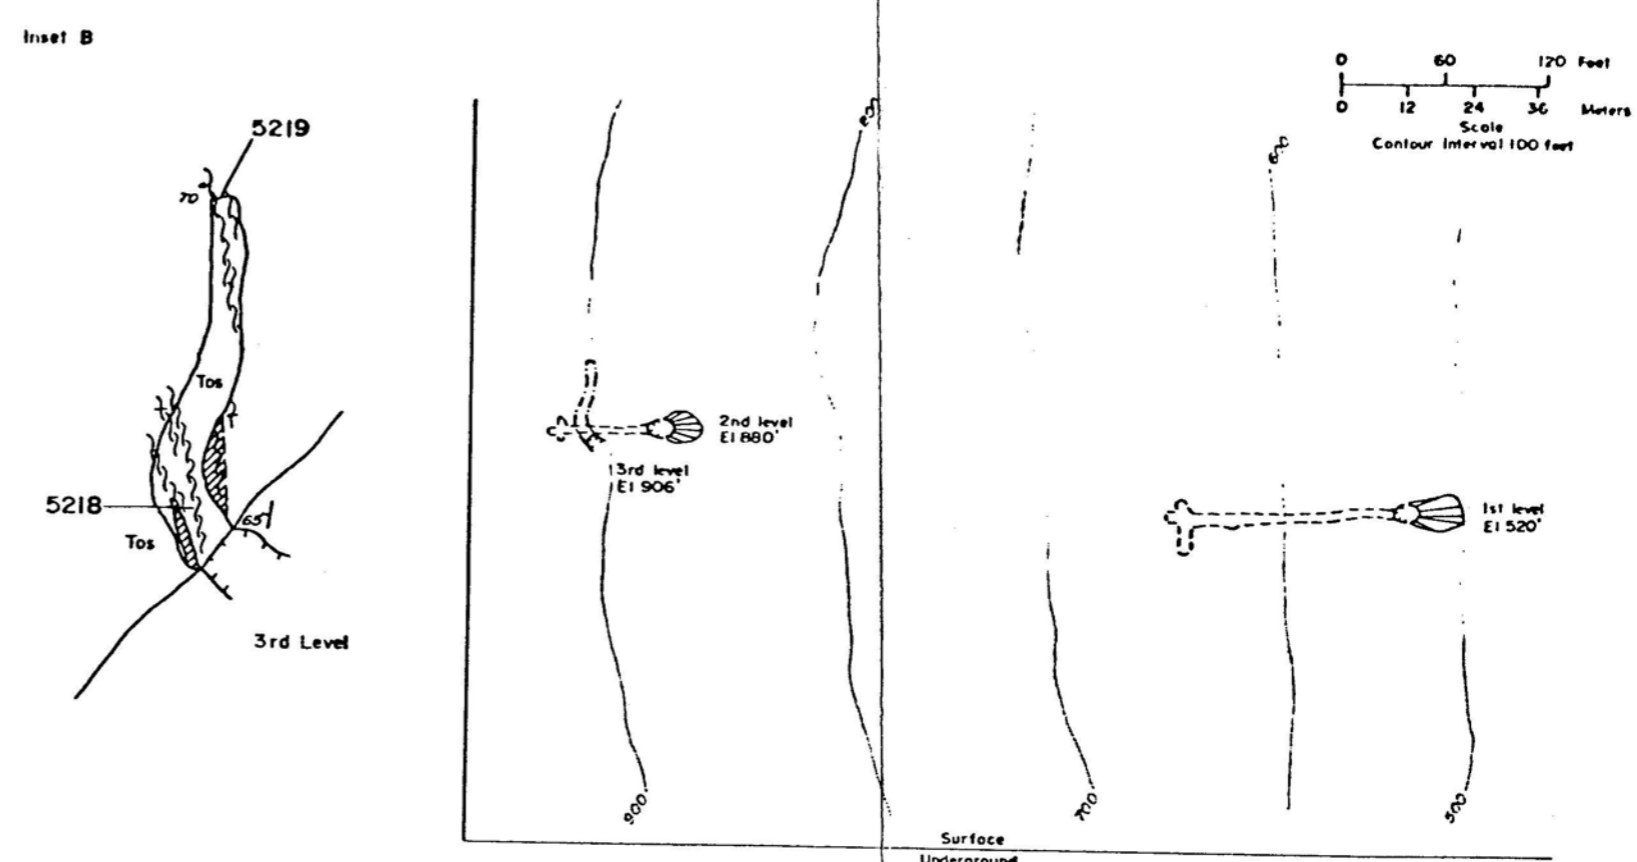 Inset B
5219
70
Tos
5218
65
Tos
3rd Level
0 60 120 Feet
0 12 24 36 Meters
Scale
Contour Interval 100 feet
800
600
2nd level
El 880'
3rd level
El 906'
1st level
El 520'
900
700
500
Surface
Underground